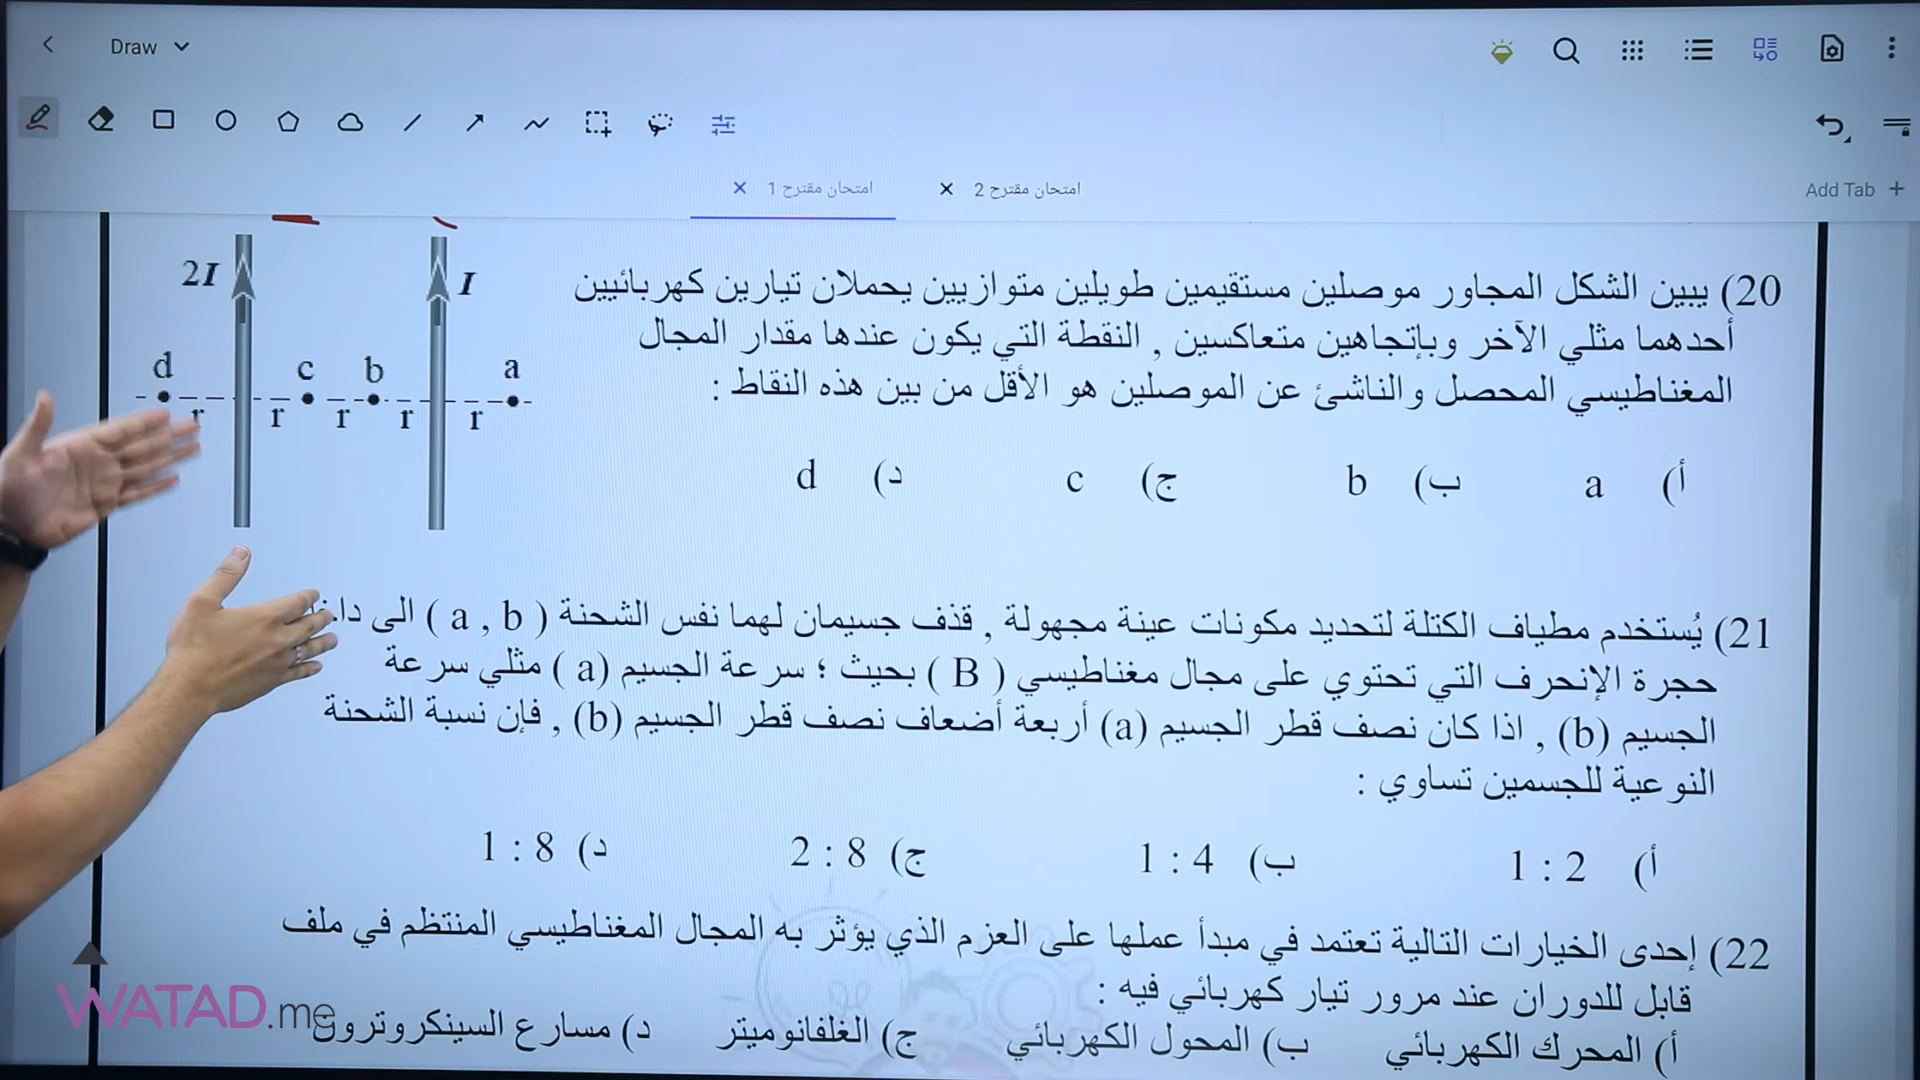 Draw
امتحان مقترح 1
امتحان مقترح 2
Add Tab
20) يبين الشكل المجاور موصلين مستقيمين طويلين متوازيين يحملان تيارين كهربائيين
أحدهما مثلي الآخر وبإتجاهين متعاكسين , النقطة التي يكون عندها مقدار المجال
المغناطيسي المحصل والناشئ عن الموصلين هو الأقل من بين هذه النقاط :
أ) a ب) b ج) c د) d
2I I
d c b a
r r r r r
21) يُستخدم مطياف الكتلة لتحديد مكونات عينة مجهولة , قذف جسيمان لهما نفس الشحنة ( a , b ) الى
حجرة الإنحرف التي تحتوي على مجال مغناطيسي ( B ) بحيث ؛ سرعة الجسيم (a ) مثلي سرعة
الجسيم (b) , اذا كان نصف قطر الجسيم (a) أربعة أضعاف نصف قطر الجسيم (b) , فإن نسبة الشحنة
النوعية للجسمين تساوي :
أ) 1 : 2 ب) 1 : 4 ج) 2 : 8 د) 1 : 8
22) إحدى الخيارات التالية تعتمد في مبدأ عملها على العزم الذي يؤثر به المجال المغناطيسي المنتظم في ملف
قابل للدوران عند مرور تيار كهربائي فيه :
أ) المحرك الكهربائي ب) المحول الكهربائي ج) الغلفانوميتر د) مسارع السينكروترون
WATAD.me